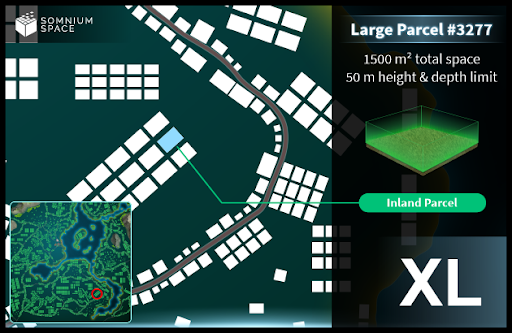 SOMNIUM
SPACE
Large Parcel #3277
1500 m² total space
50 m height & depth limit
Inland Parcel
XL